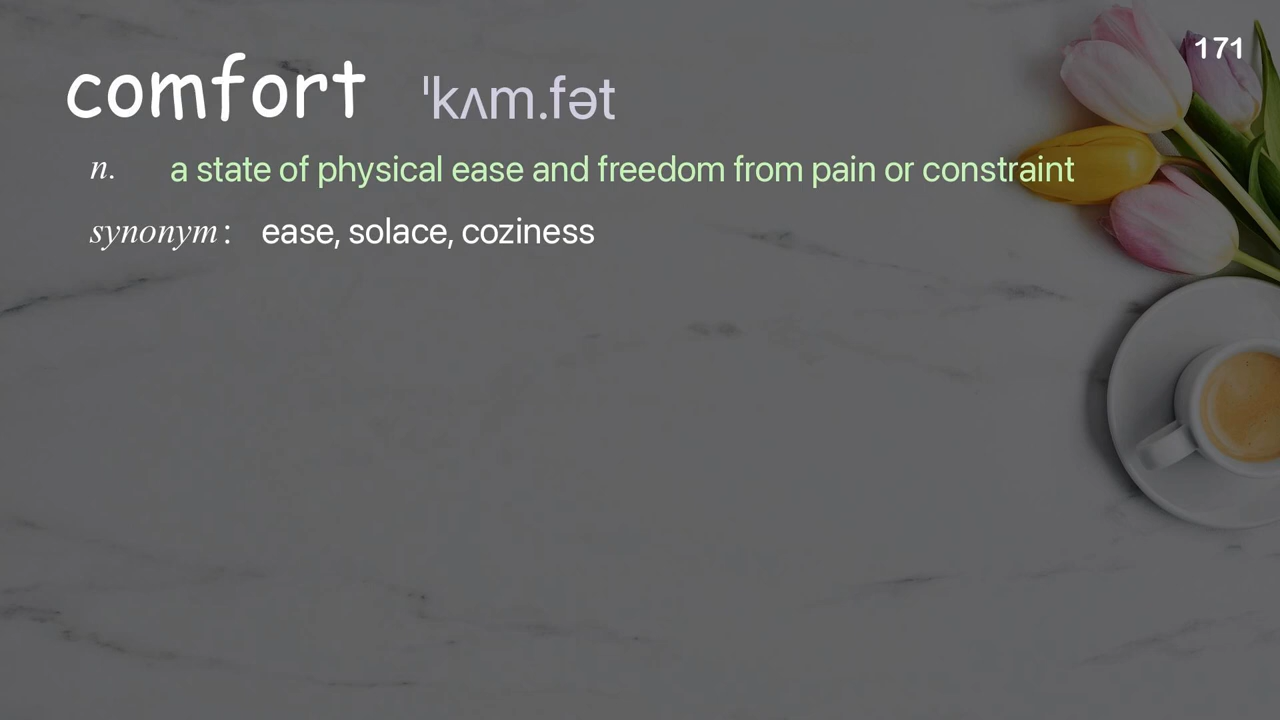 171
comfort ˈkʌm.fət
n. a state of physical ease and freedom from pain or constraint
synonym: ease, solace, coziness